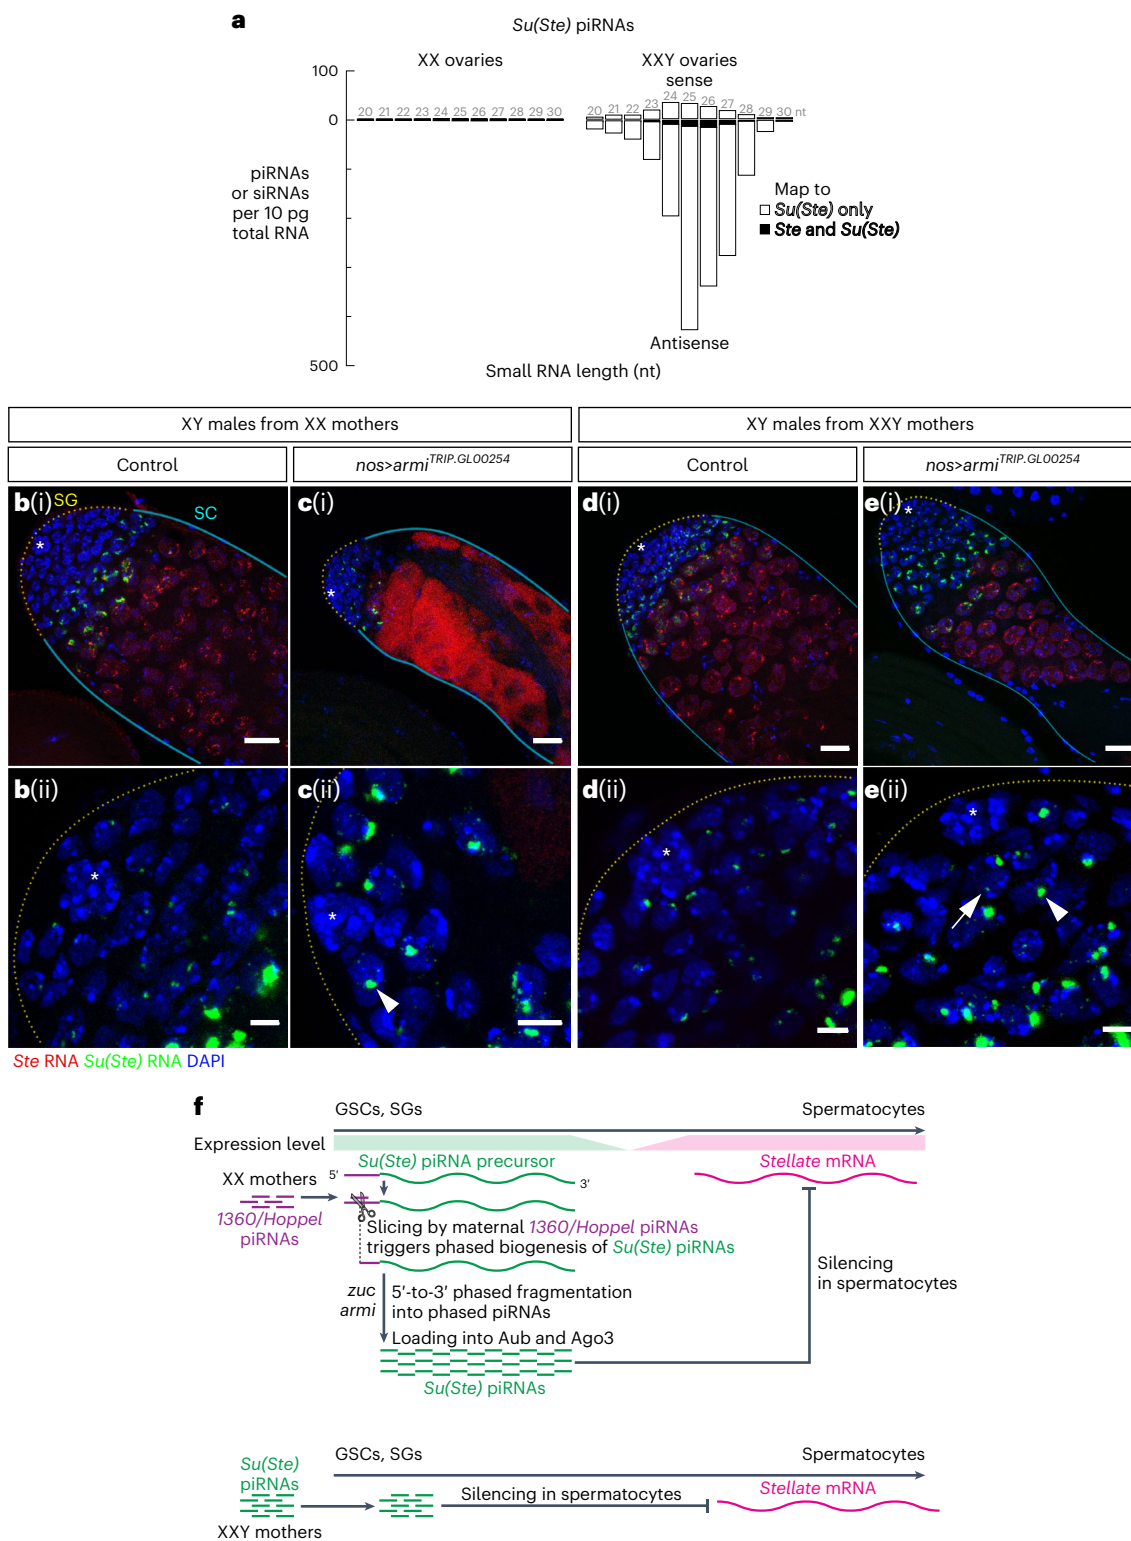 a
Su(Ste) piRNAs
XX ovaries
XXY ovaries
sense
100
0
500
20 21 22 23 24 25 26 27 28 29 30
20 21 22 23 24 25 26 27 28 29 30 nt
piRNAs
or siRNAs
per 10 pg
total RNA
Map to
Su(Ste) only
Ste and Su(Ste)
Antisense
Small RNA length (nt)
XY males from XX mothers
XY males from XXY mothers
Control
nos>armi^TRIP.GL00254
Control
nos>armi^TRIP.GL00254
b(i) SG
SC
*
c(i)
*
d(i)
*
e(i)
*
b(ii)
*
c(ii)
*
d(ii)
*
e(ii)
*
Ste RNA Su(Ste) RNA DAPI
f
GSCs, SGs
Spermatocytes
Expression level
Su(Ste) piRNA precursor
Stellate mRNA
XX mothers
5′
3′
1360/Hoppel
piRNAs
Slicing by maternal 1360/Hoppel piRNAs
triggers phased biogenesis of Su(Ste) piRNAs
Silencing
in spermatocytes
zuc
armi
5′-to-3′ phased fragmentation
into phased piRNAs
Loading into Aub and Ago3
Su(Ste) piRNAs
GSCs, SGs
Spermatocytes
Su(Ste)
piRNAs
Stellate mRNA
Silencing in spermatocytes
XXY mothers